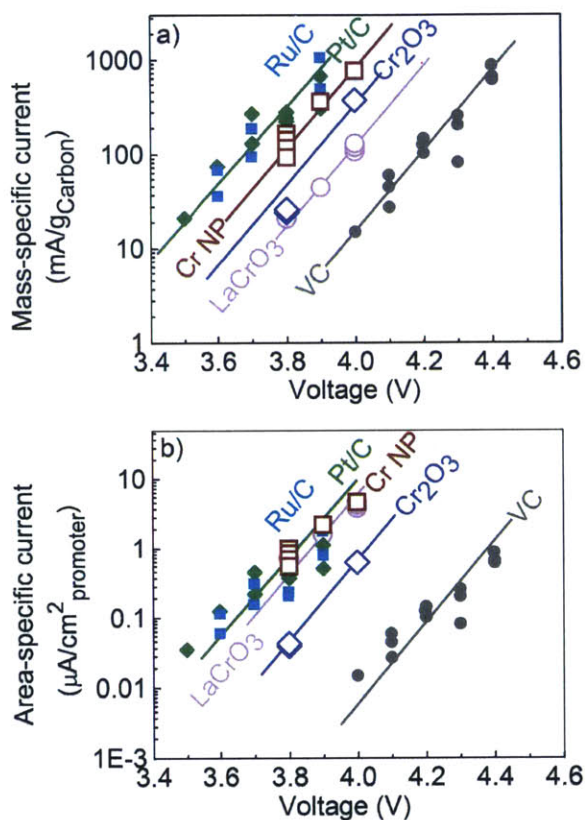 a)
Ru/C
Pt/C
Cr2O3
Cr NP
LaCrO3
VC
1000
100
10
1
Mass-specific current
(mA/gCarbon)
3.4 3.6 3.8 4.0 4.2 4.4 4.6
Voltage (V)
b)
Ru/C
Pt/C
Cr NP
Cr2O3
VC
LaCrO3
10
1
0.1
0.01
1E-3
Area-specific current
(μA/cm2 promoter)
3.4 3.6 3.8 4.0 4.2 4.4 4.6
Voltage (V)